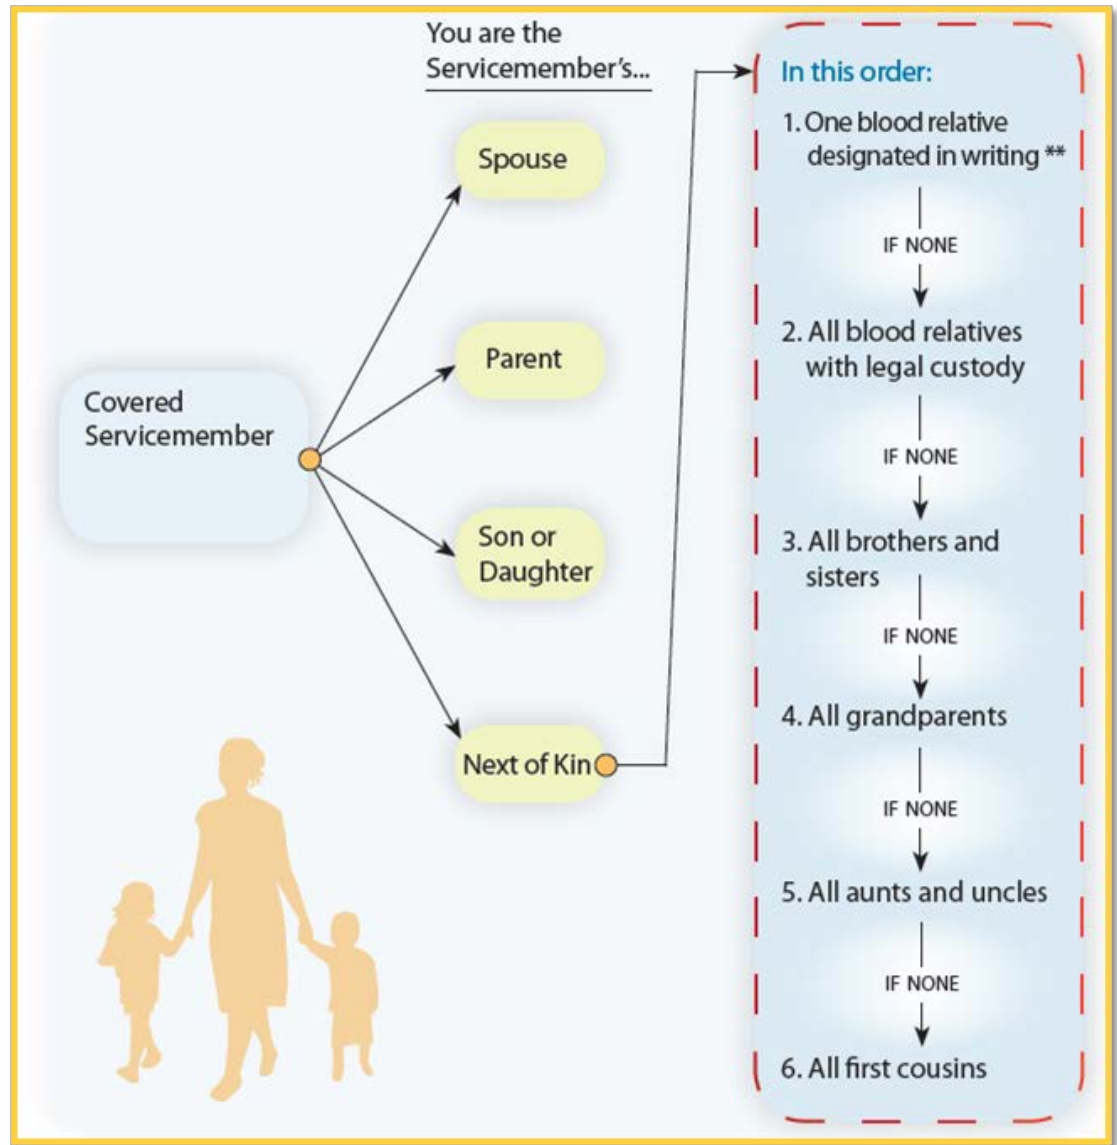 You are the
Servicemember's...
Spouse
Parent
Covered
Servicemember
Son or
Daughter
Next of Kin
In this order:
1. One blood relative
designated in writing **
IF NONE
2. All blood relatives
with legal custody
IF NONE
3. All brothers and
sisters
IF NONE
4. All grandparents
IF NONE
5. All aunts and uncles
IF NONE
6. All first cousins